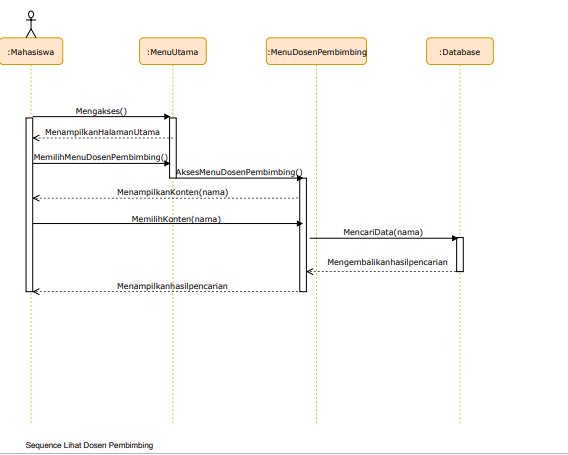 :Mahasiswa
:MenuUtama
:MenuDosenPembimbing
:Database
Mengakses()
MenampilkanHalamanUtama
MemilihMenuDosenPembimbing()
AksesMenuDosenPembimbing()
MenampilkanKonten(nama)
MemilihKonten(nama)
MencariData(nama)
Mengembalikanhasilpencarian
Menampilkanhasilpencarian
Sequence Lihat Dosen Pembimbing